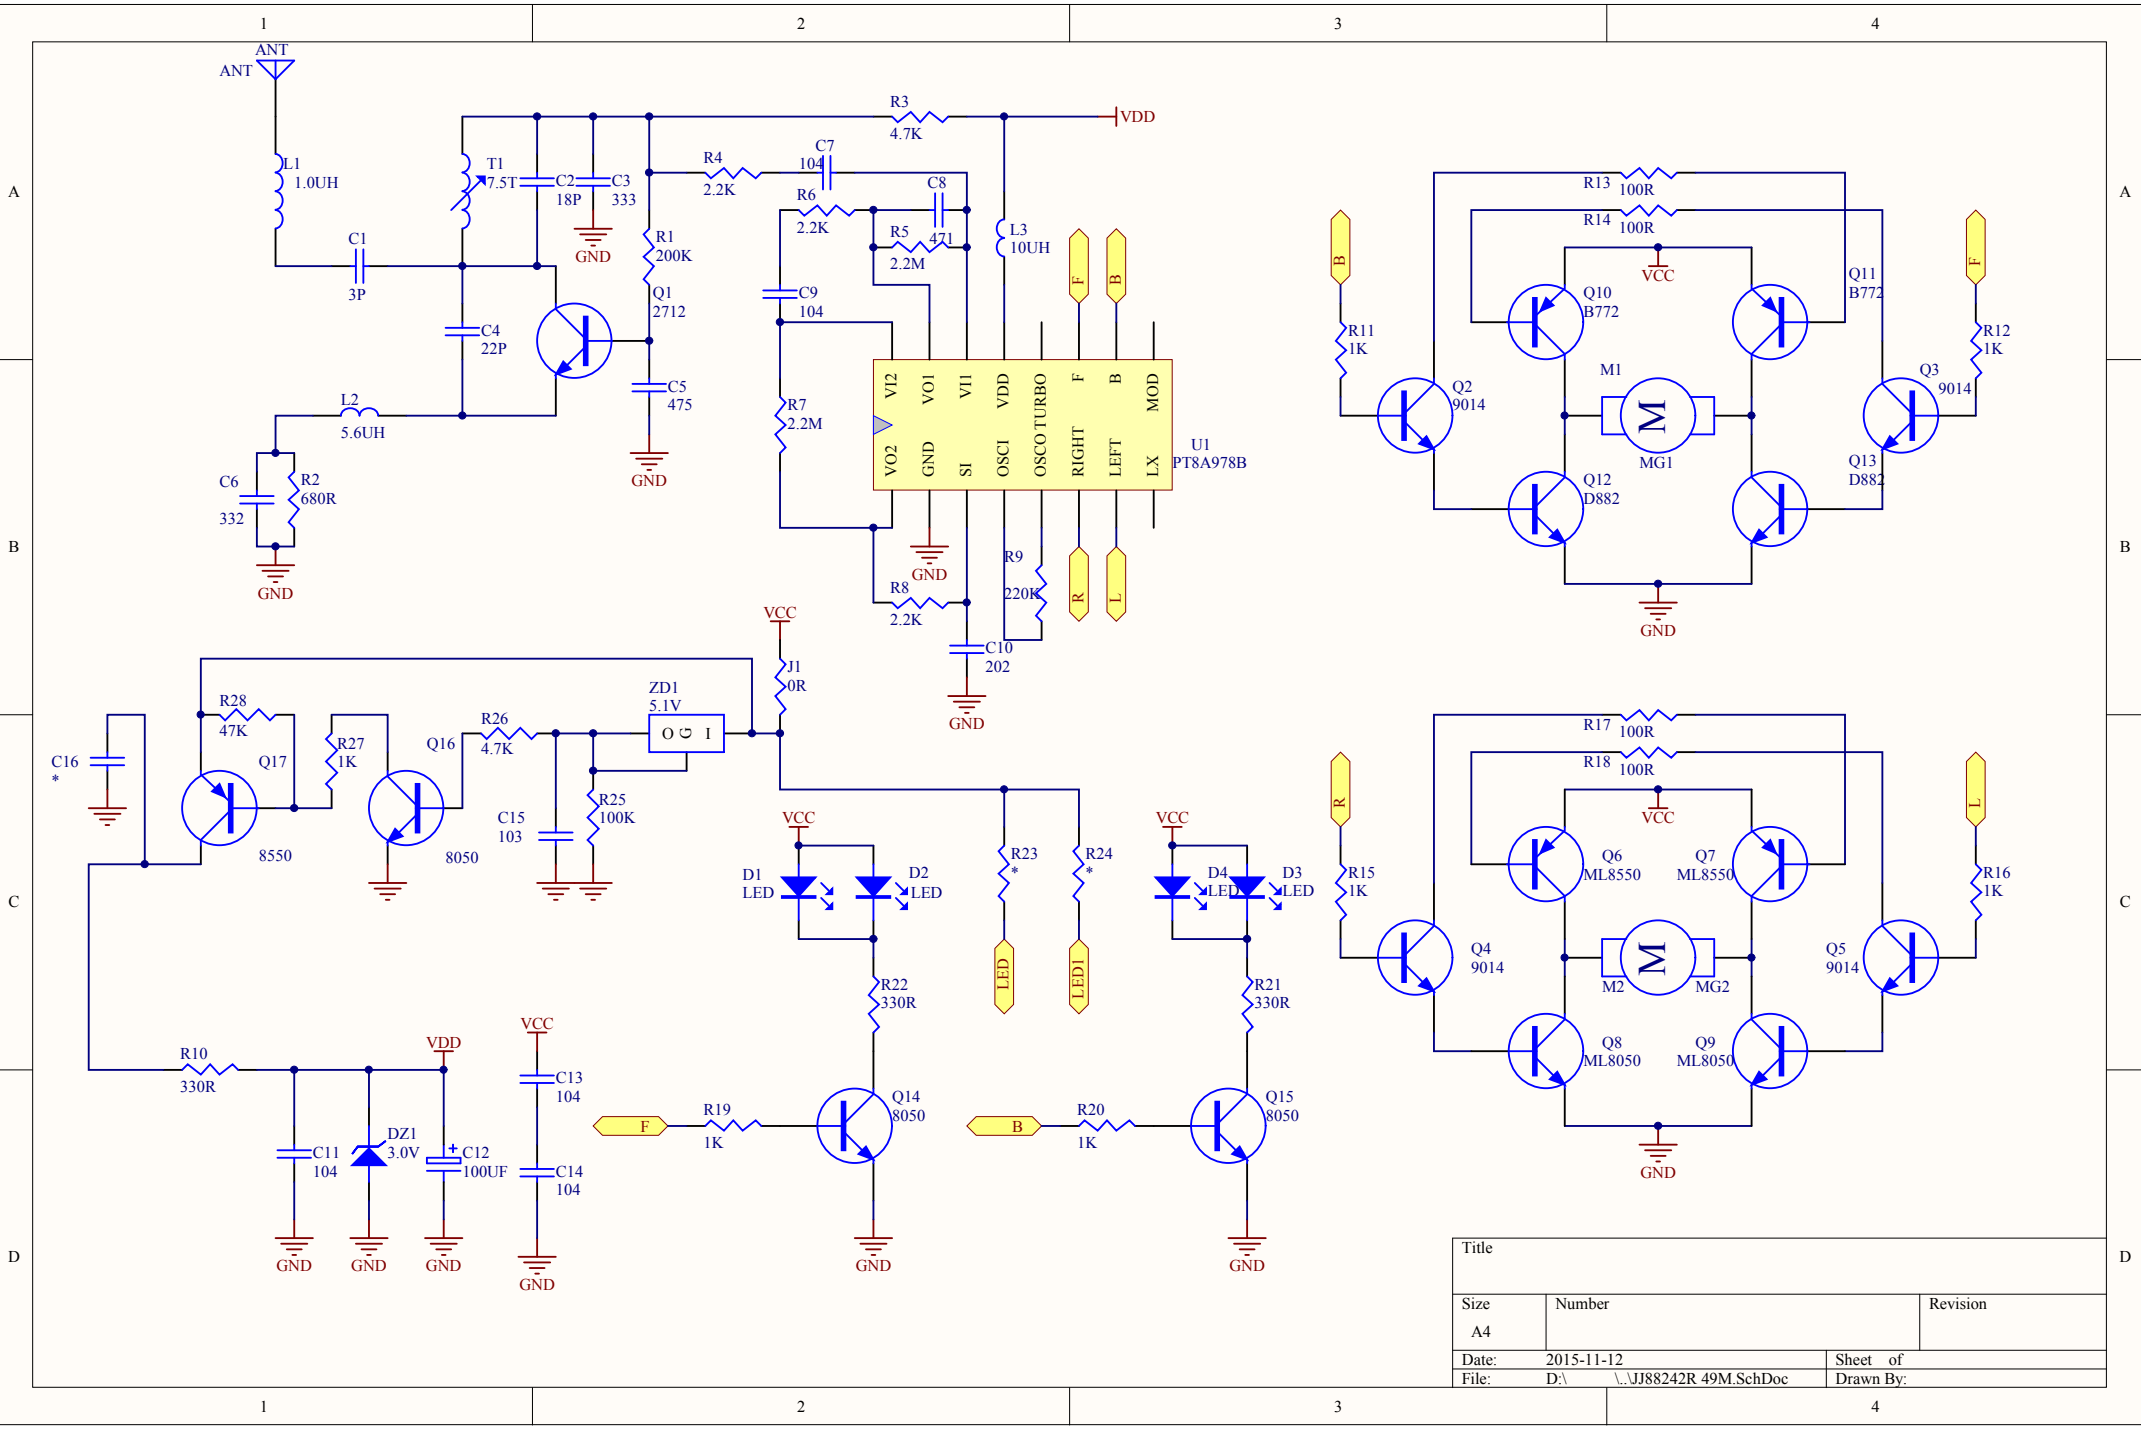 1
2
3
4
A
A
B
B
C
C
D
D
1
2
3
4
ANT
ANT
L1
1.0UH
C1
3P
T1
7.5T
C2
18P
C3
333
GND
R1
200K
Q1
2712
C4
22P
L2
5.6UH
C5
475
GND
C6
332
R2
680R
GND
R3
4.7K
VDD
R4
2.2K
C7
104
C8
471
R6
2.2K
R5
2.2M
L3
10UH
C9
104
R7
2.2M
F
B
VI2
VO1
VI1
VDD
TURBO
F
B
MOD
VO2
GND
SI
OSCI
OSCO
RIGHT
LEFT
LX
U1
PT8A978B
GND
R8
2.2K
R9
220K
R
L
C10
202
GND
R13
100R
R14
100R
B
F
VCC
Q10
B772
Q11
B772
R11
1K
R12
1K
Q2
9014
Q3
9014
M1
M
MG1
Q12
D882
Q13
D882
GND
VCC
J1
0R
ZD1
5.1V
O G I
R28
47K
Q17
8550
R27
1K
Q16
8050
R26
4.7K
C16
*
C15
103
R25
100K
VCC
D1
LED
D2
LED
R23
*
R24
*
LED
LED1
VCC
D4
LED
D3
LED
R22
330R
R21
330R
R17
100R
R18
100R
R
L
VCC
Q6
ML8550
Q7
ML8550
R15
1K
R16
1K
Q4
9014
Q5
9014
M
M2
MG2
Q8
ML8050
Q9
ML8050
GND
R10
330R
VDD
C11
104
DZ1
3.0V
C12
100UF
+
GND
GND
GND
VCC
C13
104
C14
104
GND
F
R19
1K
Q14
8050
GND
B
R20
1K
Q15
8050
GND
Title
Size
Number
Revision
A4
Date: 2015-11-12
Sheet of
File: D:\ \..\JJ88242R 49M.SchDoc
Drawn By: